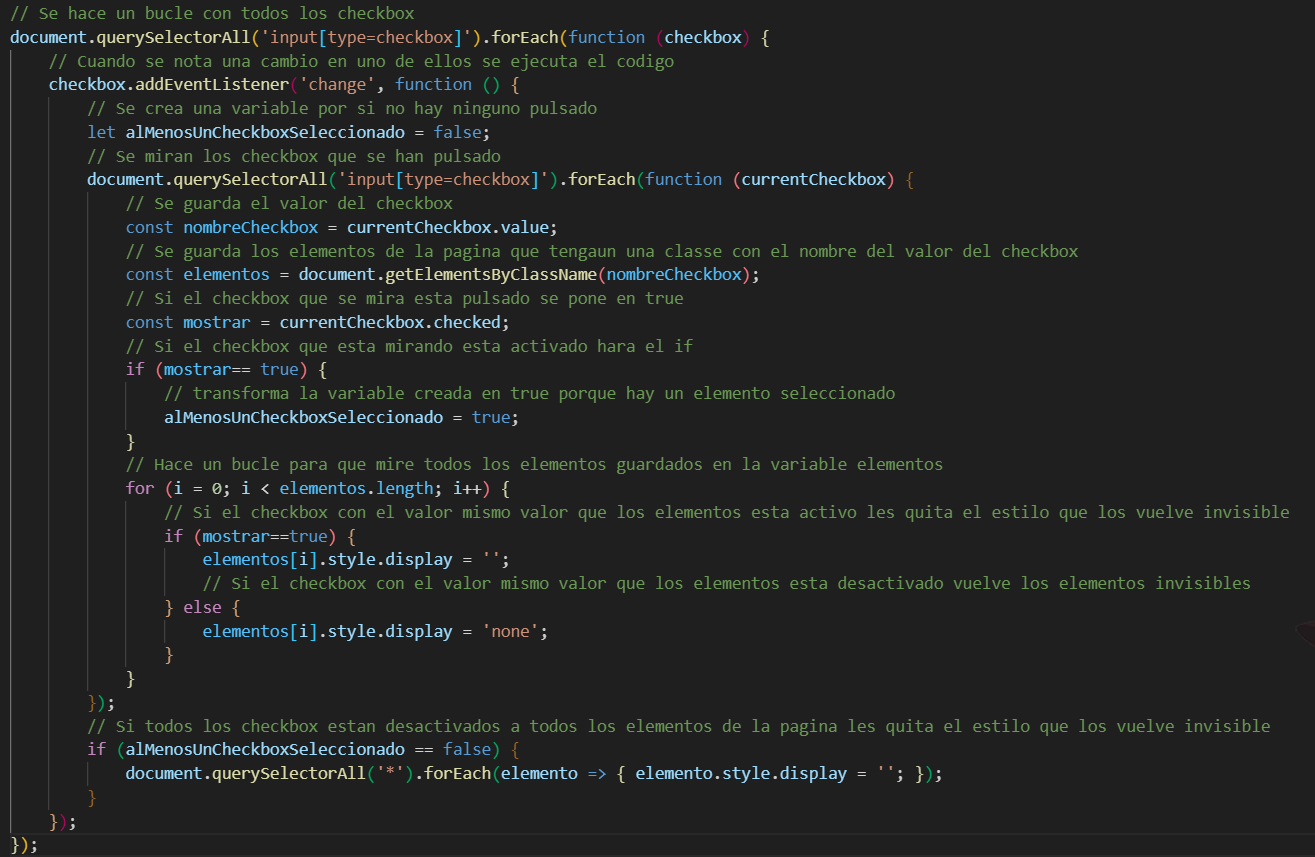 // Se hace un bucle con todos los checkbox
document.querySelectorAll('input[type=checkbox]').forEach(function (checkbox) {
    // Cuando se nota una cambio en uno de ellos se ejecuta el codigo
    checkbox.addEventListener('change', function () {
        // Se crea una variable por si no hay ninguno pulsado
        let alMenosUnCheckboxSeleccionado = false;
        // Se miran los checkbox que se han pulsado
        document.querySelectorAll('input[type=checkbox]').forEach(function (currentCheckbox) {
            // Se guarda el valor del checkbox
            const nombreCheckbox = currentCheckbox.value;
            // Se guarda los elementos de la pagina que tengaun una classe con el nombre del valor del checkbox
            const elementos = document.getElementsByClassName(nombreCheckbox);
            // Si el checkbox que se mira esta pulsado se pone en true
            const mostrar = currentCheckbox.checked;
            // Si el checkbox que esta mirando esta activado hara el if
            if (mostrar== true) {
                // transforma la variable creada en true porque hay un elemento seleccionado
                alMenosUnCheckboxSeleccionado = true;
            }
            // Hace un bucle para que mire todos los elementos guardados en la variable elementos
            for (i = 0; i < elementos.length; i++) {
                // Si el checkbox con el valor mismo valor que los elementos esta activo les quita el estilo que los vuelve invisible
                if (mostrar==true) {
                    elementos[i].style.display = '';
                    // Si el checkbox con el valor mismo valor que los elementos esta desactivado vuelve los elementos invisibles
                } else {
                    elementos[i].style.display = 'none';
                }
            }
        });
        // Si todos los checkbox estan desactivados a todos los elementos de la pagina les quita el estilo que los vuelve invisible
        if (alMenosUnCheckboxSeleccionado == false) {
            document.querySelectorAll('*').forEach(elemento => { elemento.style.display = ''; });
        }
    });
});